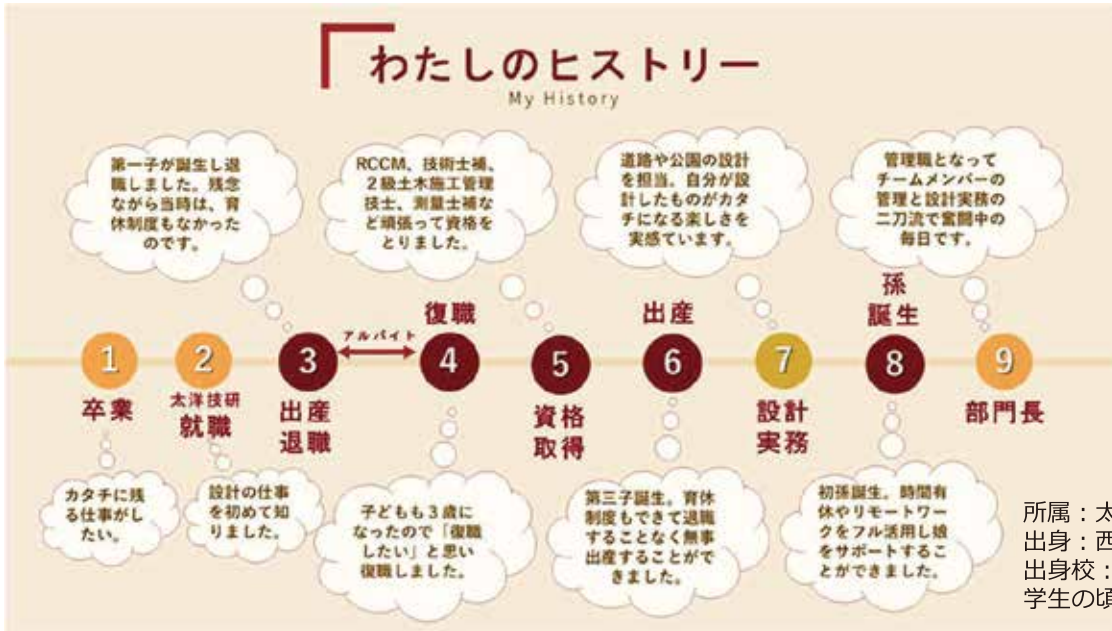 わたしのヒストリー
My History
第一子が誕生し退
職しました。残念
ながら当時は、育
休制度もなかった
のです。
RCCM、技術士補、
２級土木施工管理
技士、測量士補な
ど頑張って資格を
とりました。
道路や公園の設計
を担当。自分が設
計したものがカタ
チになる楽しさを
実感ています。
管理職となって
チームメンバーの
管理と設計実務の
二刀流で奮闘中の
毎日です。
1
卒業
2
太洋技研
就職
3
出産
退職
アルバイト
復職
4
5
資格
取得
出産
6
7
設計
実務
孫
誕生
8
9
部門長
カタチに残
る仕事がし
たい。
設計の仕事
を初めて知
りました。
子どもも３歳に
なったので「復職
したい」と思い
復職しました。
第三子誕生。育休
制度もできて退職
することなく無事
出産することがで
きました。
初孫誕生。時間有
休やリモートワー
クをフル活用し娘
をサポートするこ
とができました。
所属：太
出身：西
出身校：
学生の頃